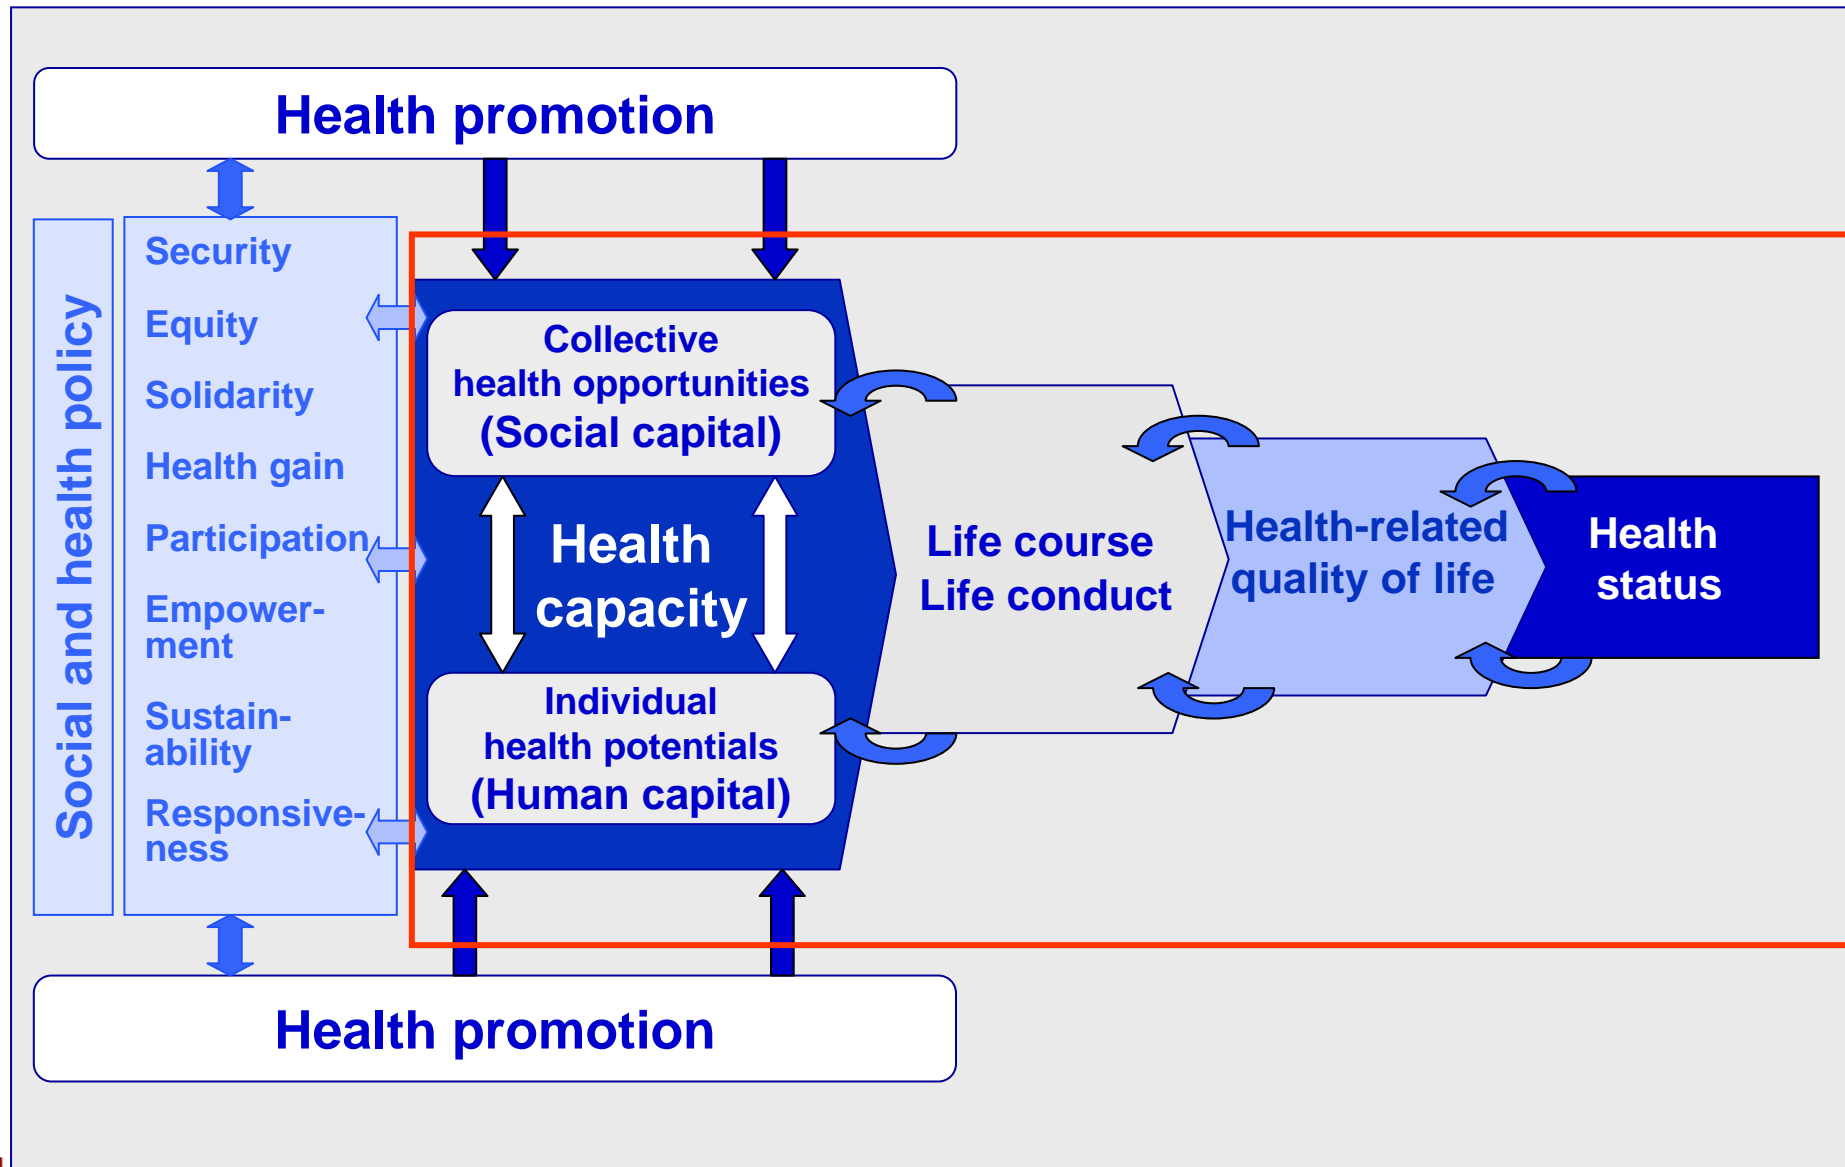 Health promotion
Social and health policy
Security
Equity
Solidarity
Health gain
Participation
Empower-
ment
Sustain-
ability
Responsive-
ness
Collective
health opportunities
(Social capital)
Health
capacity
Individual
health potentials
(Human capital)
Life course
Life conduct
Health-related
quality of life
Health
status
Health promotion